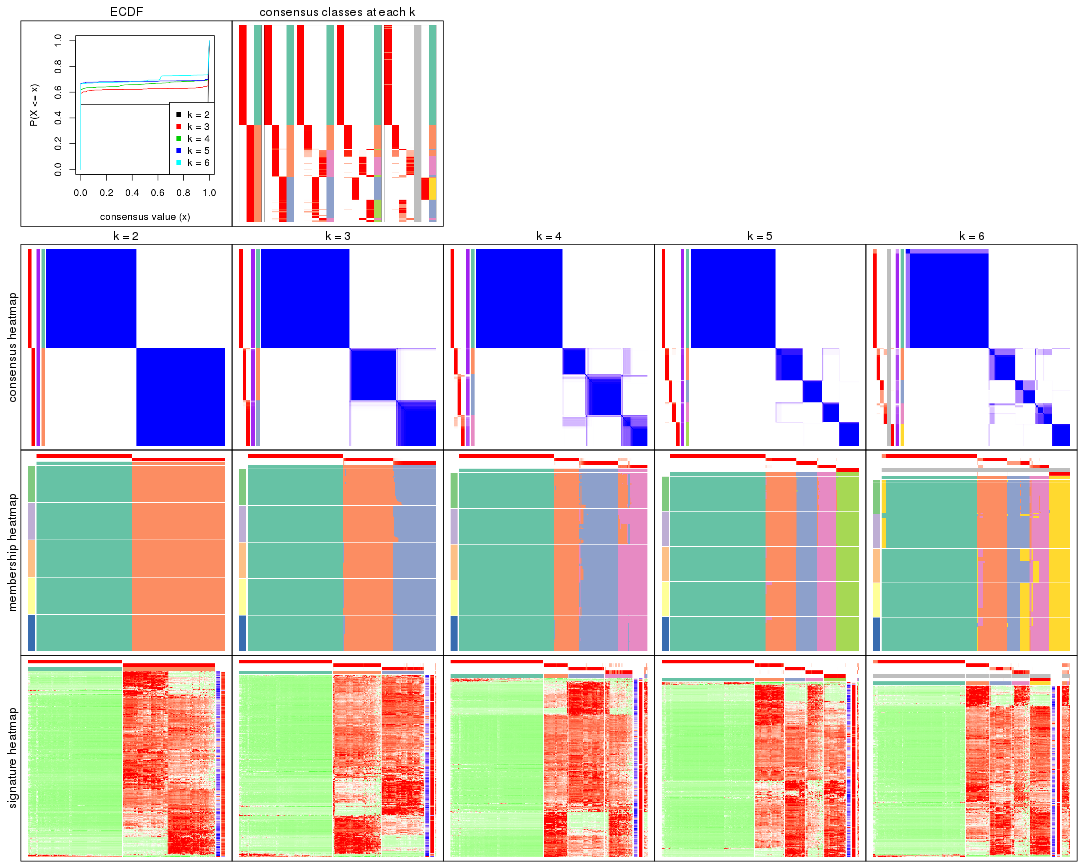 ECDF
consensus classes at each k
P(X <= x)
0.0 0.2 0.4 0.6 0.8 1.0
k = 2
k = 3
k = 4
k = 5
k = 6
0.0 0.2 0.4 0.6 0.8 1.0
consensus value (x)
k = 2
k = 3
k = 4
k = 5
k = 6
consensus heatmap
membership heatmap
signature heatmap